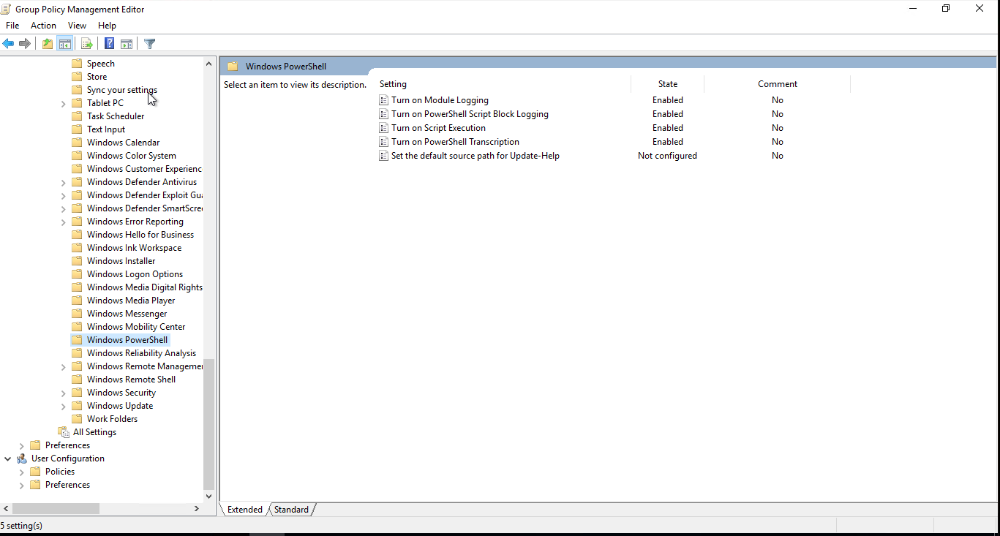 Group Policy Management Editor
File Action View Help
Speech
Store
Sync your settings
Tablet PC
Task Scheduler
Text Input
Windows Calendar
Windows Color System
Windows Customer Experienc
Windows Defender Antivirus
Windows Defender Exploit Gu
Windows Defender SmartScre
Windows Error Reporting
Windows Hello for Business
Windows Ink Workspace
Windows Installer
Windows Logon Options
Windows Media Digital Rights
Windows Media Player
Windows Messenger
Windows Mobility Center
Windows PowerShell
Windows Reliability Analysis
Windows Remote Manageme
Windows Remote Shell
Windows Security
Windows Update
Work Folders
All Settings
Preferences
User Configuration
Policies
Preferences
Windows PowerShell
Select an item to view its description.
Setting State Comment
Turn on Module Logging Enabled No
Turn on PowerShell Script Block Logging Enabled No
Turn on Script Execution Enabled No
Turn on PowerShell Transcription Enabled No
Set the default source path for Update-Help Not configured No
Extended Standard
5 setting(s)